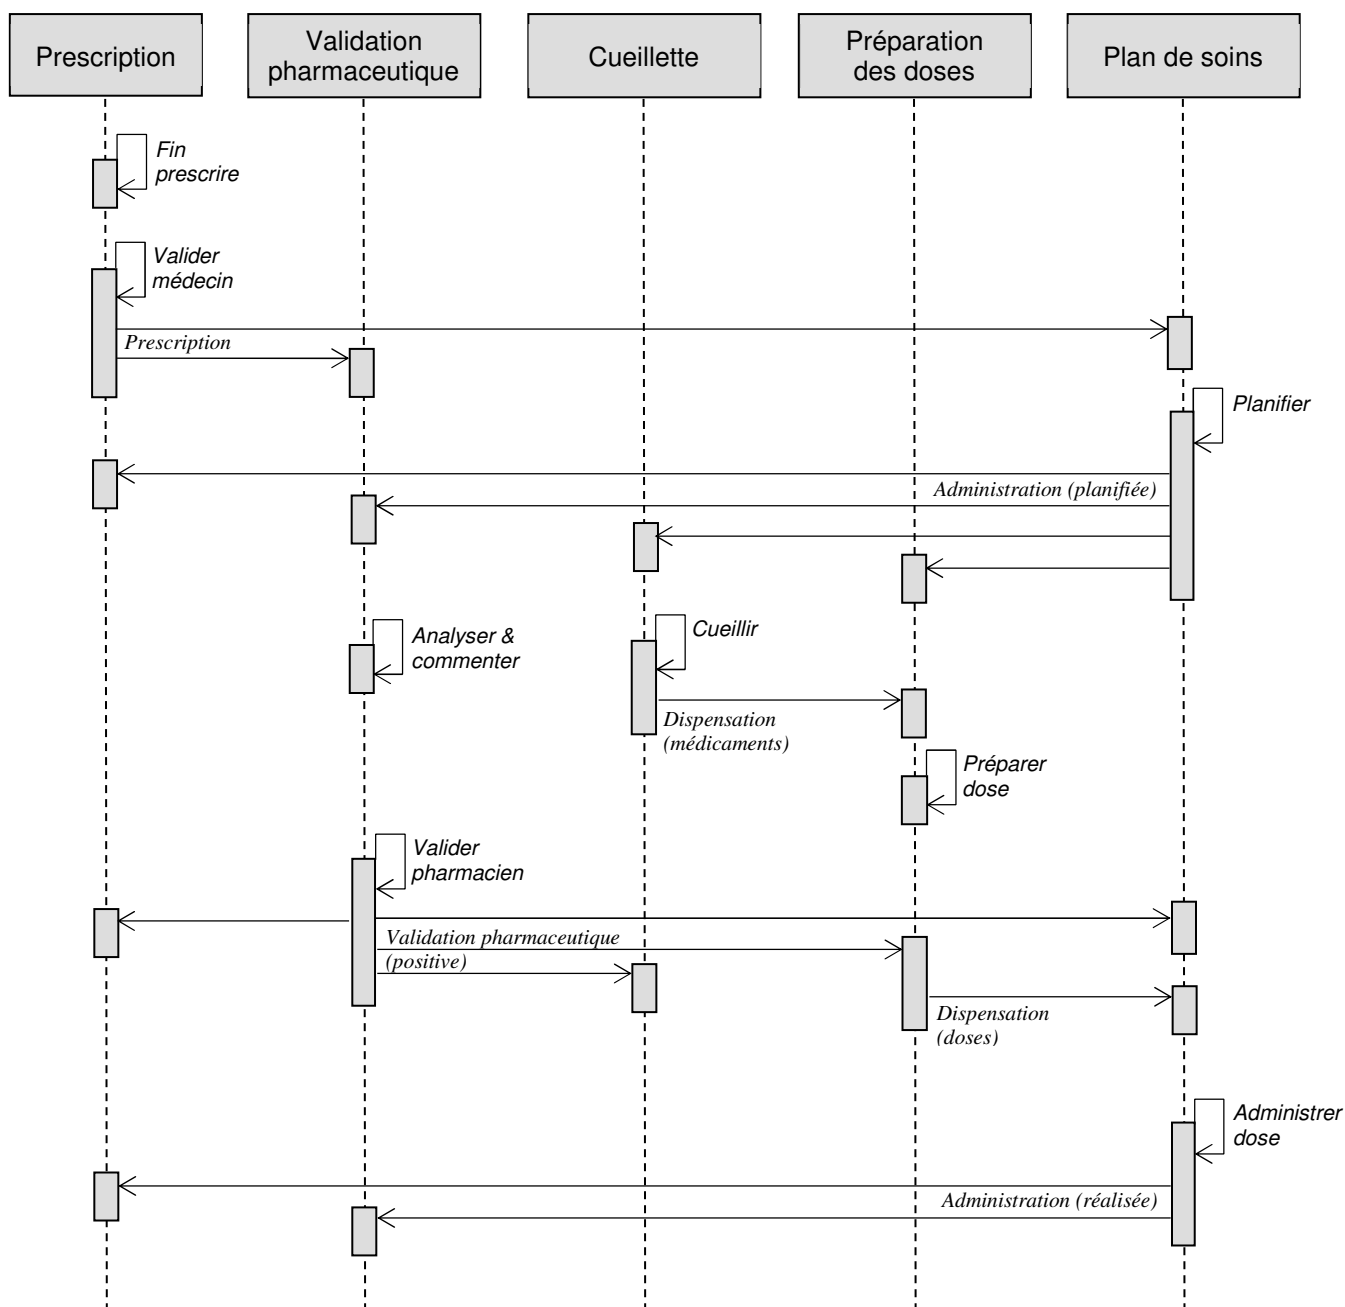 Prescription
Validation
pharmaceutique
Cueillette
Préparation
des doses
Plan de soins
Fin
prescrire
Valider
médecin
Prescription
Planifier
Administration (planifiée)
Analyser &
commenter
Cueillir
Dispensation
(médicaments)
Préparer
dose
Valider
pharmacien
Validation pharmaceutique
(positive)
Dispensation
(doses)
Administrer
dose
Administration (réalisée)